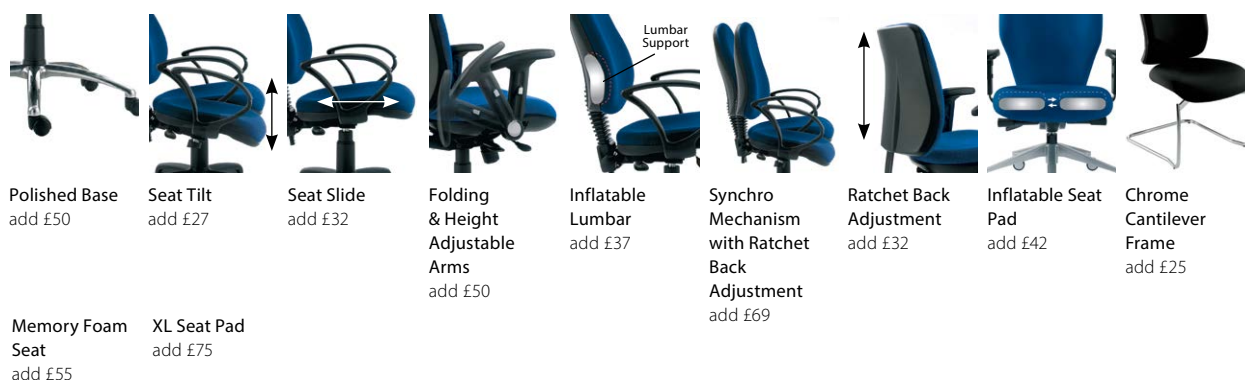 Lumbar
Support
Polished Base
add £50
Seat Tilt
add £27
Seat Slide
add £32
Folding
& Height
Adjustable
Arms
add £50
Inflatable
Lumbar
add £37
Synchro
Mechanism
with Ratchet
Back
Adjustment
add £69
Ratchet Back
Adjustment
add £32
Inflatable Seat
Pad
add £42
Chrome
Cantilever
Frame
add £25
Memory Foam
Seat
add £55
XL Seat Pad
add £75